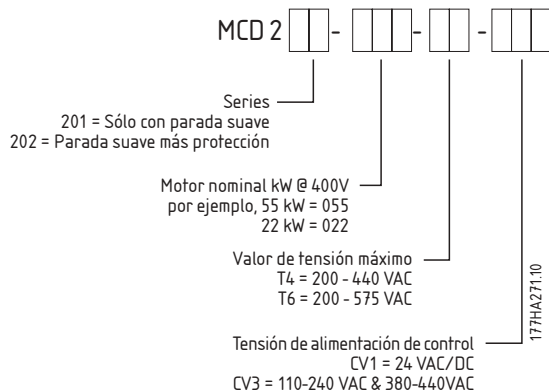 MCD 2 - - -
Series
201 = Sólo con parada suave
202 = Parada suave más protección
Motor nominal kW @ 400V
por ejemplo, 55 kW = 055
22 kW = 022
Valor de tensión máximo
T4 = 200 - 440 VAC
T6 = 200 - 575 VAC
Tensión de alimentación de control
CV1 = 24 VAC/DC
CV3 = 110-240 VAC & 380-440VAC
177HA271.10